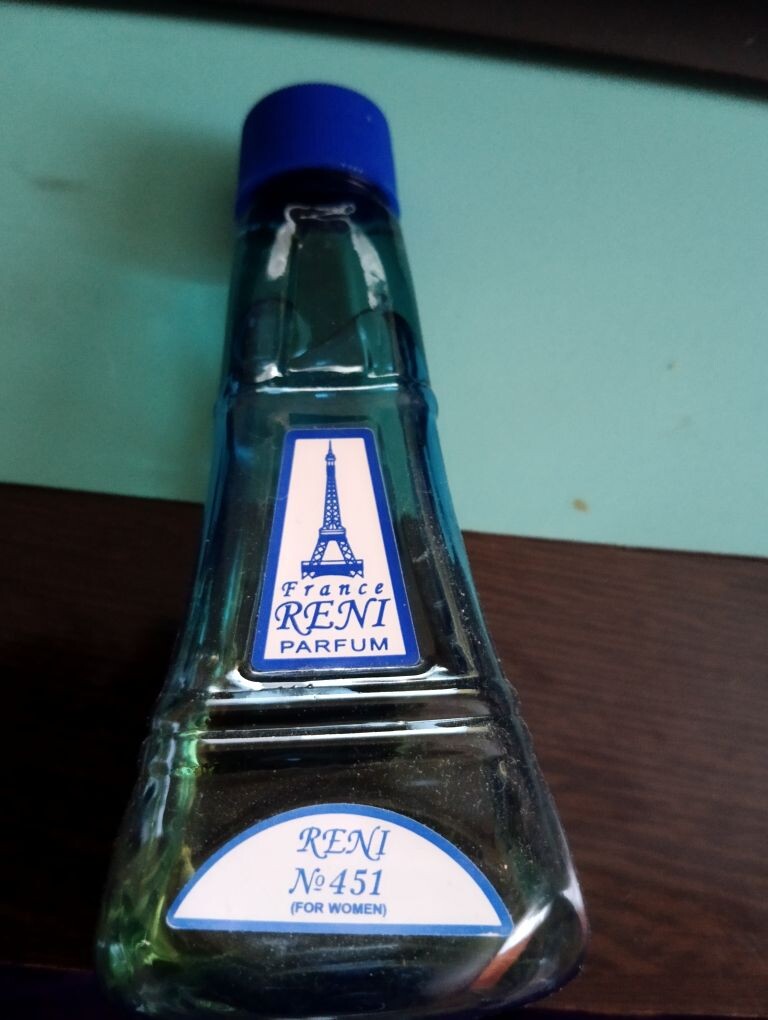 France
RENI
PARFUM
RENI
№451
(FOR WOMEN)